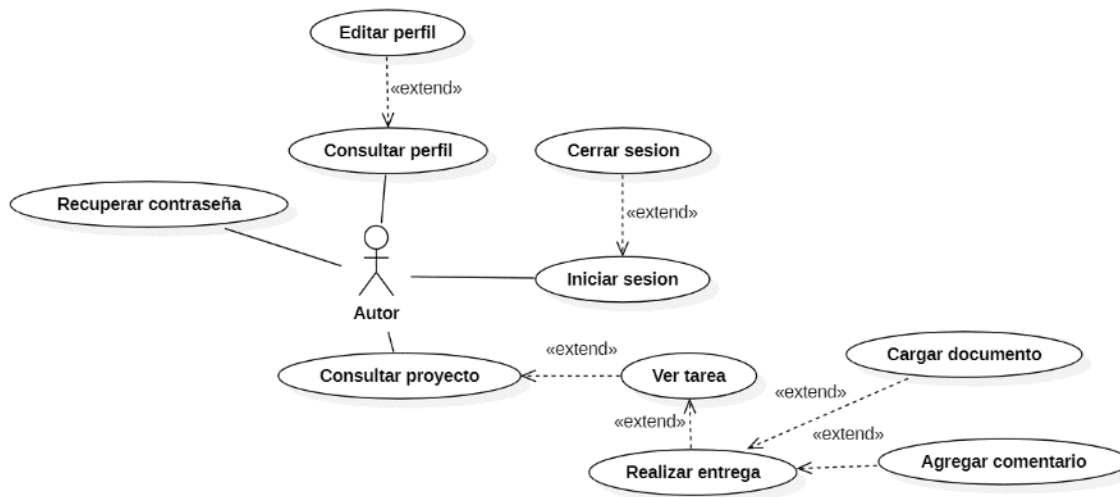 Editar perfil
«extend»
Consultar perfil
Cerrar sesion
Recuperar contraseña
«extend»
Iniciar sesion
Autor
«extend»
Cargar documento
Consultar proyecto
Ver tarea
«extend»
«extend»
«extend»
Realizar entrega
Agregar comentario